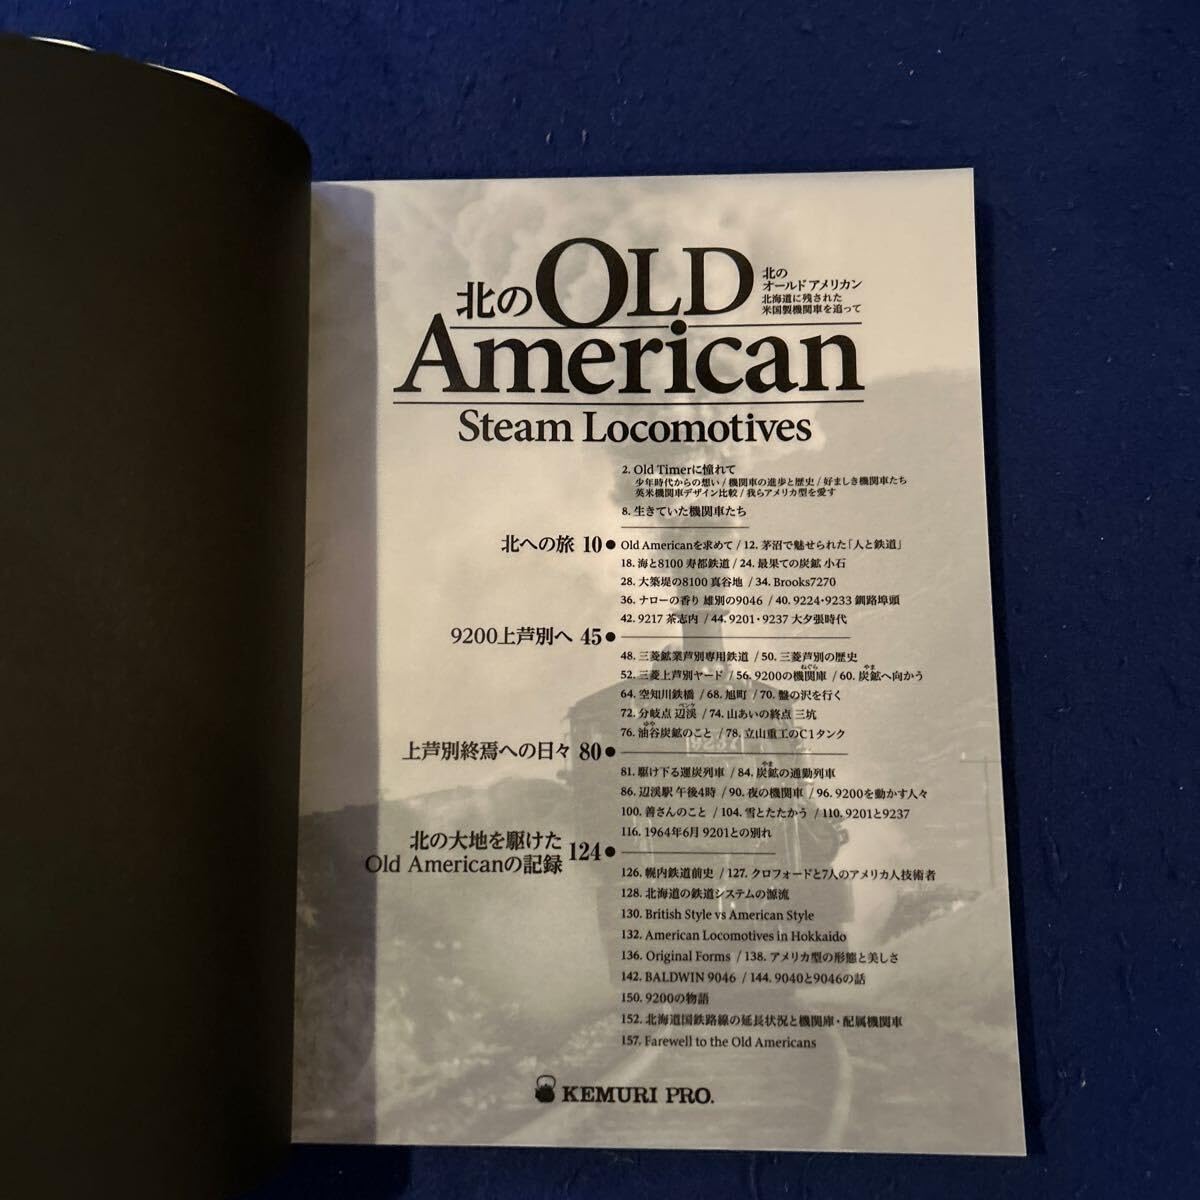 北のOLD
北の
オールド アメリカン
北海道に残された
米国製機関車を追って
American
Steam Locomotives
2. Old Timerに憧れて
少年時代からの想い / 機関車の進歩と歴史 / 好ましき機関車たち
英米機関車デザイン比較 / 我らアメリカ型を愛す
8. 生きていた機関車たち
北への旅 10
Old Americanを求めて / 12. 茅沼で魅せられた「人と鉄道」
18. 海と8100 寿都鉄道 / 24. 最果ての炭鉱 小石
28. 大築堤の8100 真谷地 / 34. Brooks7270
36. ナローの香り 雄別の9046 / 40. 9224・9233 釧路埠頭
42. 9217 茶志内 / 44. 9201・9237 大夕張時代
9200上芦別へ 45
48. 三菱鉱業芦別専用鉄道 / 50. 三菱芦別の歴史
ねぐら やま
52. 三菱上芦別ヤード / 56. 9200の機関庫 / 60. 炭鉱へ向かう
64. 空知川鉄橋 / 68. 旭町 / 70. 盤の沢を行く
ペンケ
72. 分岐点 辺渓 / 74. 山あいの終点 三坑
ゆや
76. 油谷炭鉱のこと / 78. 立山重工のC1タンク
上芦別終焉への日々 80
やま
81. 駆け下る運炭列車 / 84. 炭鉱の通勤列車
86. 辺渓駅 午後4時 / 90. 夜の機関車 / 96. 9200を動かす人々
100. 善さんのこと / 104. 雪とたたかう / 110. 9201と9237
116. 1964年6月 9201との別れ
北の大地を駆けた
Old Americanの記録 124
126. 幌内鉄道前史 / 127. クロフォードと7人のアメリカ人技術者
128. 北海道の鉄道システムの源流
130. British Style vs American Style
132. American Locomotives in Hokkaido
136. Original Forms / 138. アメリカ型の形態と美しさ
142. BALDWIN 9046 / 144. 9040と9046の話
150. 9200の物語
152. 北海道国鉄路線の延長状況と機関庫・配属機関車
157. Farewell to the Old Americans
KEMURI PRO.